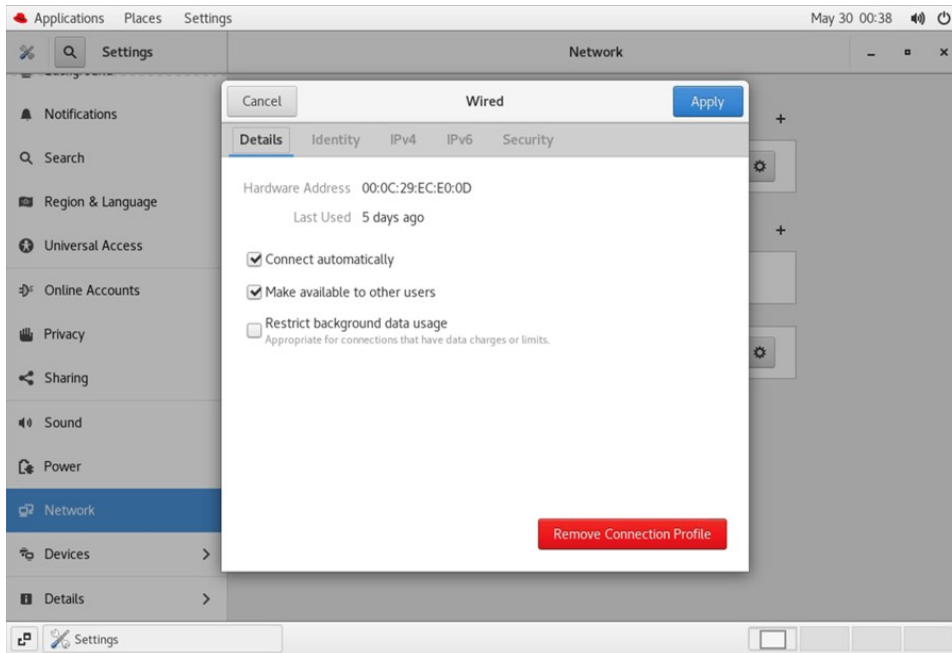 Applications Places Settings May 30 00:38
Settings Network
Notifications
Search
Region & Language
Universal Access
Online Accounts
Privacy
Sharing
Sound
Power
Network
Devices
Details
Cancel Wired Apply
Details Identity IPv4 IPv6 Security
Hardware Address 00:0C:29:EC:E0:0D
Last Used 5 days ago
Connect automatically
Make available to other users
Restrict background data usage
Appropriate for connections that have data charges or limits.
Remove Connection Profile
Settings